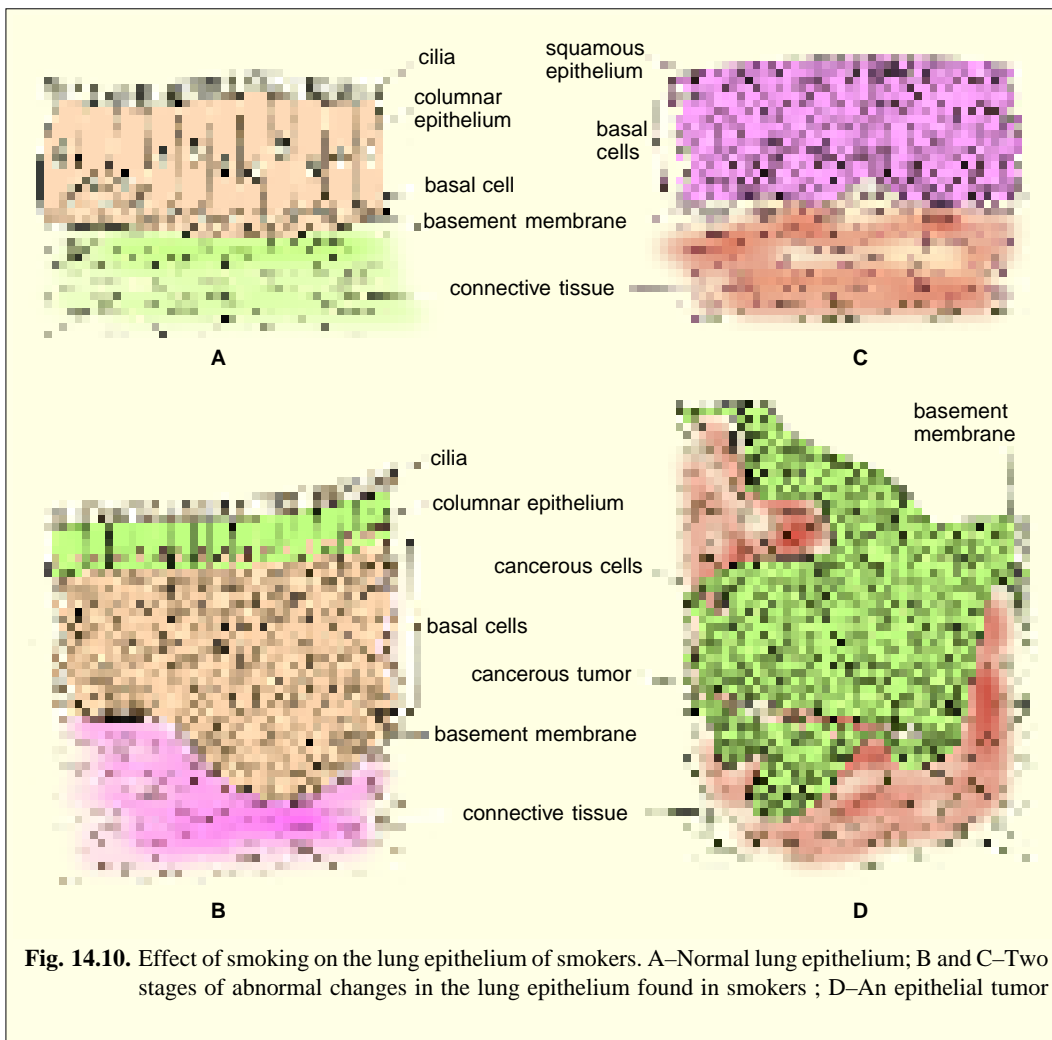 cilia
columnar
epithelium
basal cell
basement membrane
connective tissue
A
squamous
epithelium
basal
cells
C
cilia
columnar epithelium
cancerous cells
basal cells
cancerous tumor
basement membrane
connective tissue
B
basement
membrane
D
Fig. 14.10. Effect of smoking on the lung epithelium of smokers. A–Normal lung epithelium; B and C–Two
stages of abnormal changes in the lung epithelium found in smokers ; D–An epithelial tumor